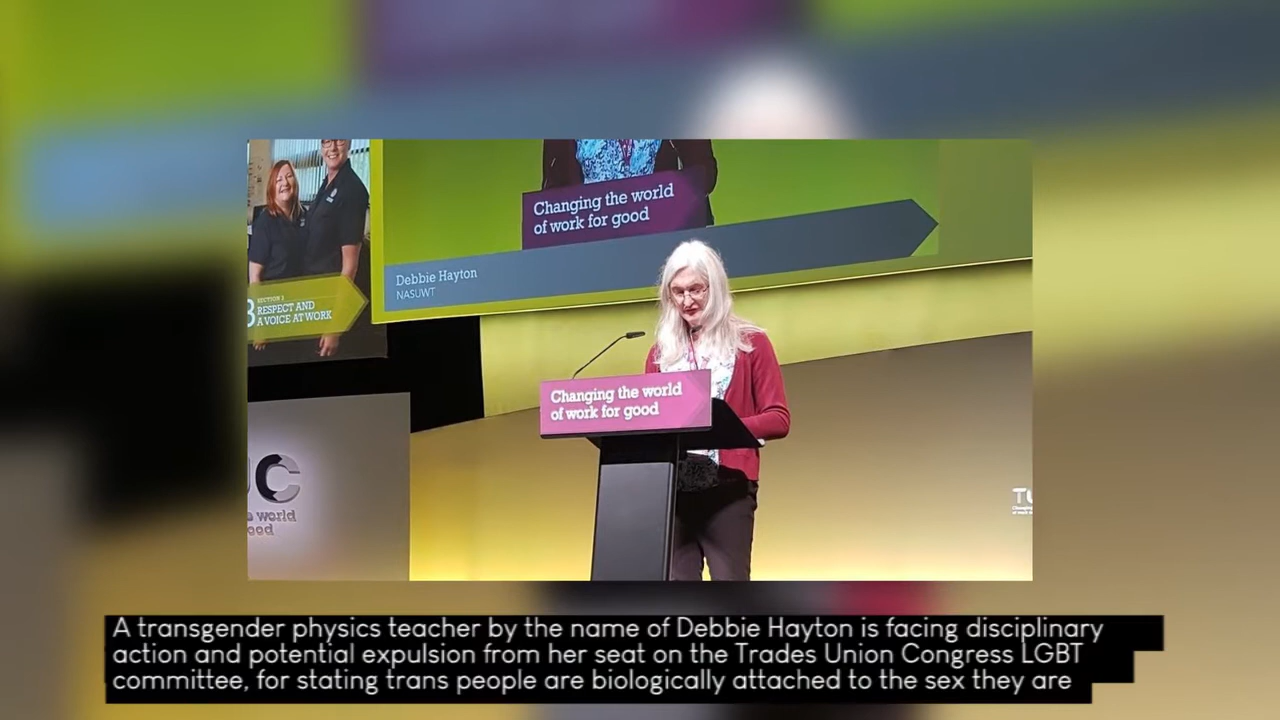 Changing the world
of work for good
Debbie Hayton
NASUWT
SECTION 3
RESPECT AND
A VOICE AT WORK
Changing the world
of work for good
UC
world
ood
TU
A transgender physics teacher by the name of Debbie Hayton is facing disciplinary
action and potential expulsion from her seat on the Trades Union Congress LGBT
committee, for stating trans people are biologically attached to the sex they are